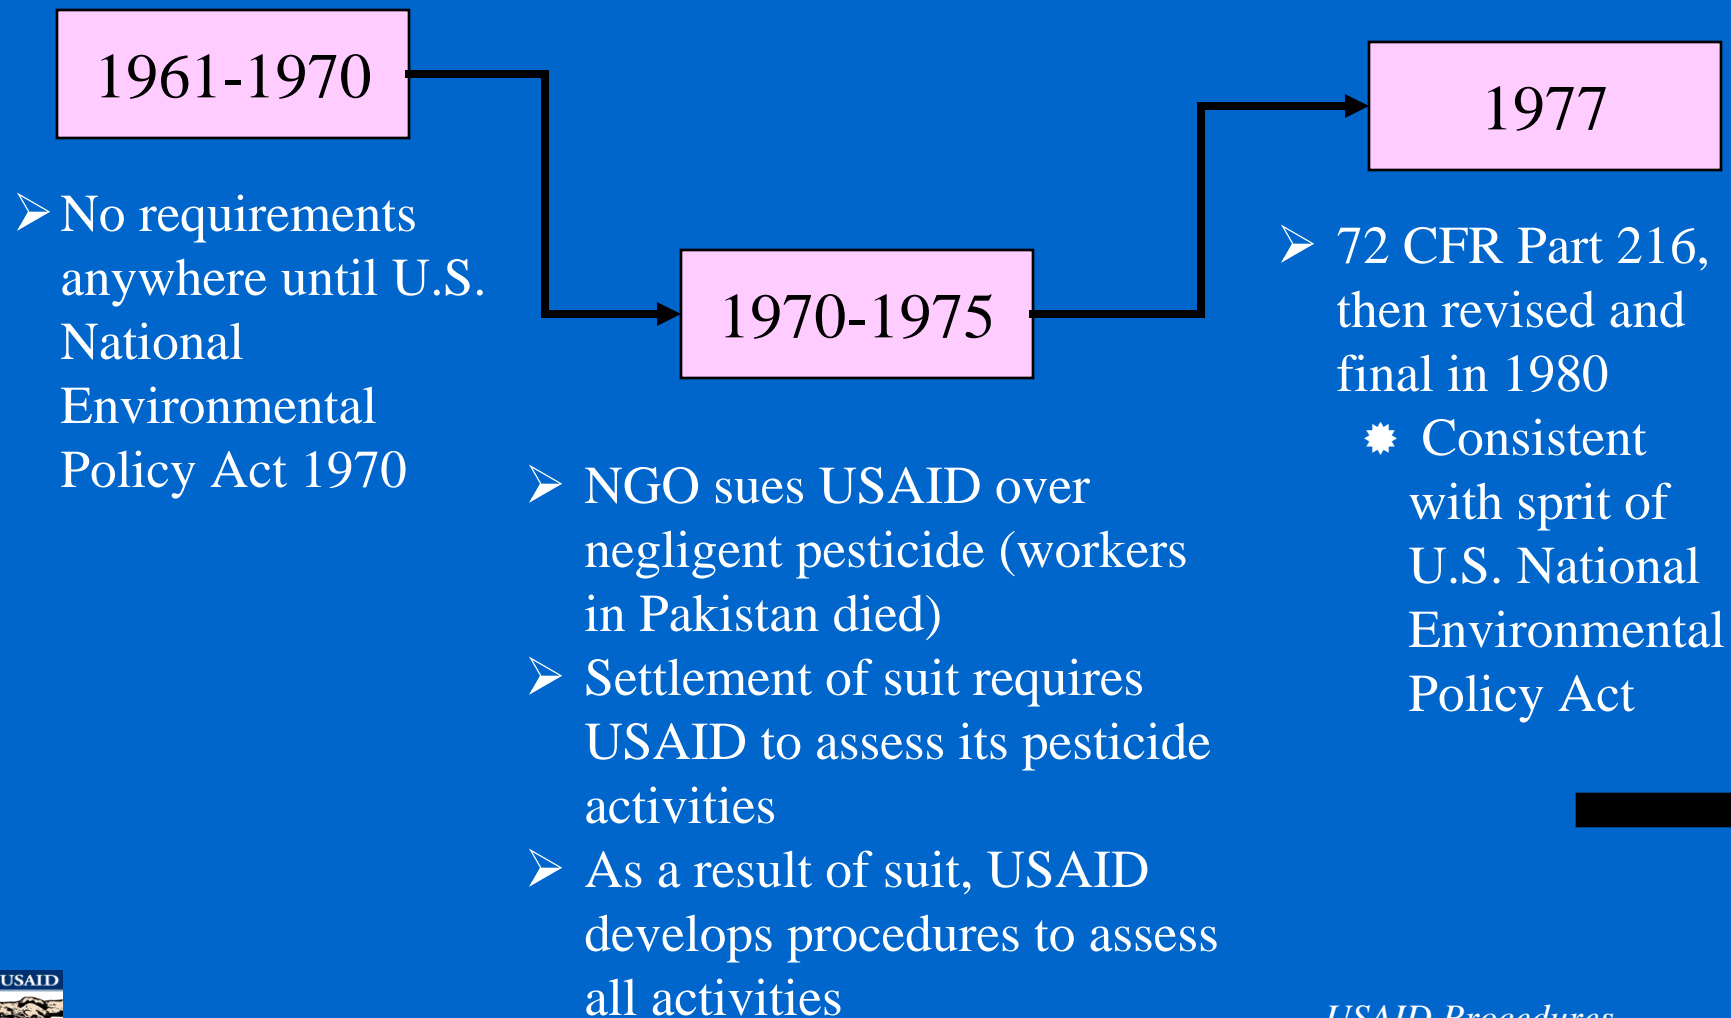 1961-1970
No requirements
anywhere until U.S.
National
Environmental
Policy Act 1970
1970-1975
NGO sues USAID over
negligent pesticide (workers
in Pakistan died)
Settlement of suit requires
USAID to assess its pesticide
activities
As a result of suit, USAID
develops procedures to assess
all activities
1977
72 CFR Part 216,
then revised and
final in 1980
Consistent
with sprit of
U.S. National
Environmental
Policy Act
USAID
USAID Procedures